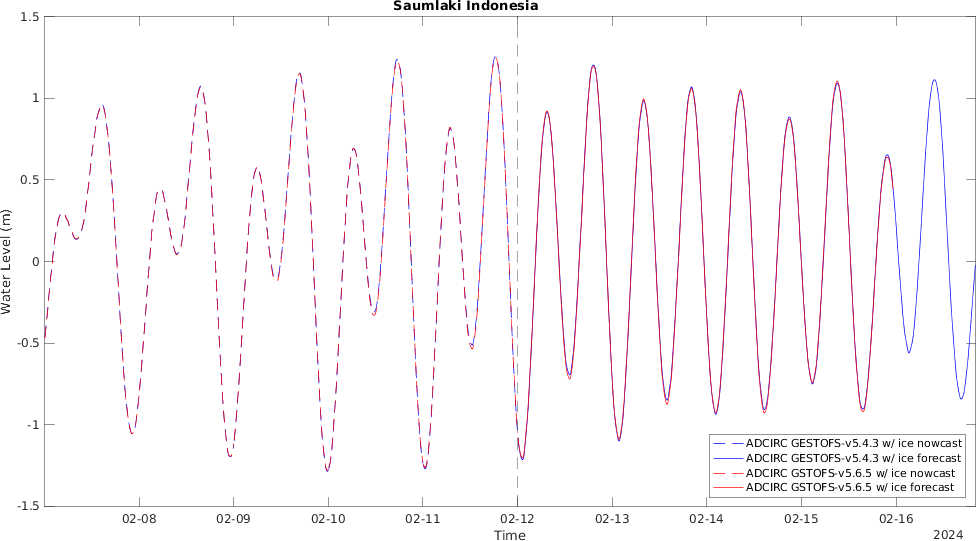 Saumlaki Indonesia
1.5
1
0.5
0
-0.5
-1
-1.5
Water Level (m)
02-08 02-09 02-10 02-11 02-12 02-13 02-14 02-15 02-16
Time
2024
ADCIRC GESTOFS-v5.4.3 w/ ice nowcast
ADCIRC GESTOFS-v5.4.3 w/ ice forecast
ADCIRC GSTOFS-v5.6.5 w/ ice nowcast
ADCIRC GSTOFS-v5.6.5 w/ ice forecast